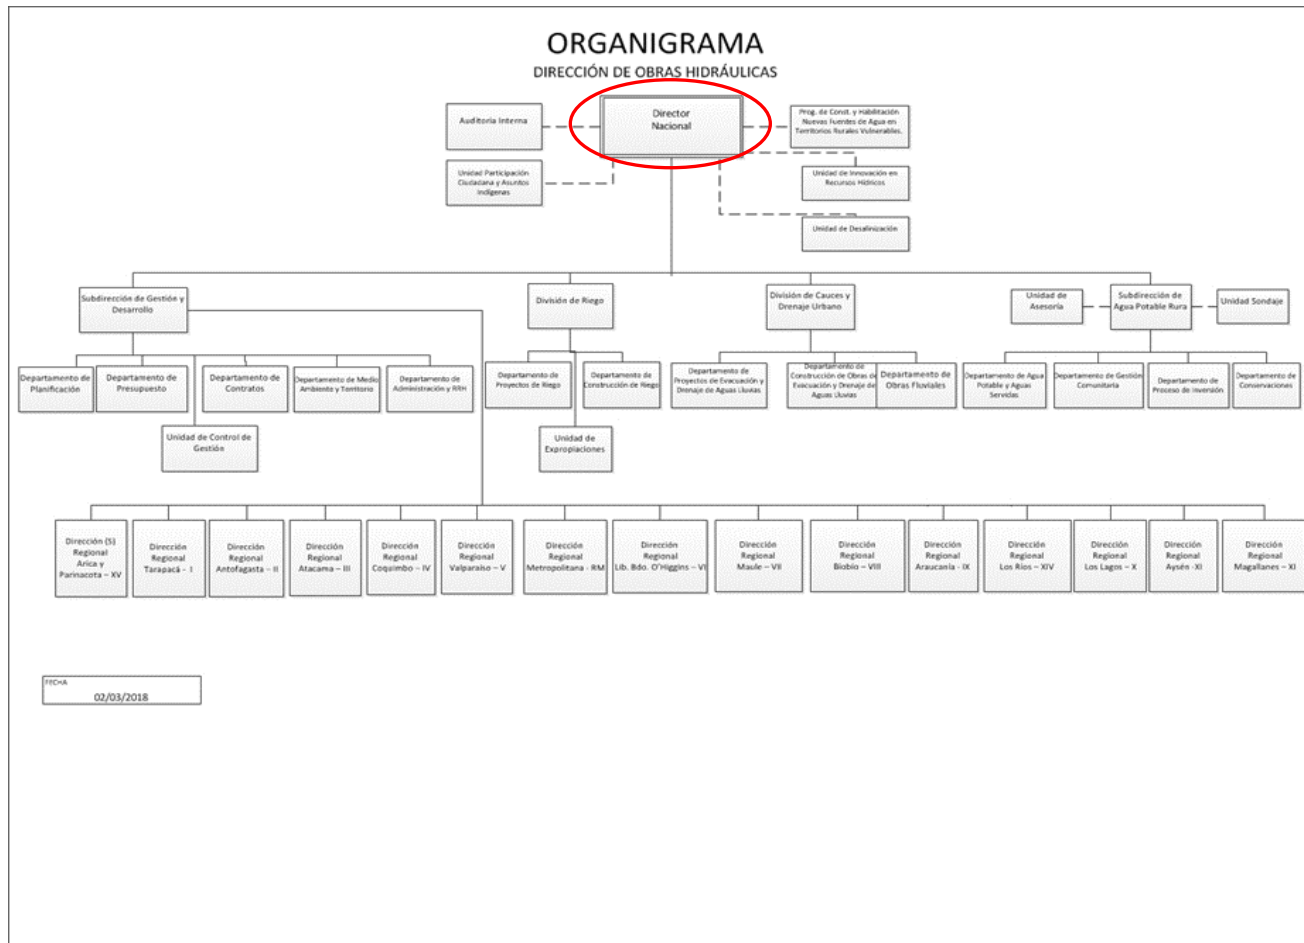 ORGANIGRAMA
DIRECCIÓN DE OBRAS HIDRÁULICAS
Auditoria Interna
Director
Nacional
Prog. de Const. y Habilitación
Nuevas Fuentes de Agua en
Territorios Rurales Vulnerables.
Unidad Participación
Ciudadana y Asuntos
Indígenas
Unidad de Innovación en
Recursos Hídricos
Unidad de Desalinización
Subdirección de Gestión y
Desarrollo
División de Riego
División de Cauces y
Drenaje Urbano
Unidad de
Asesoría
Subdirección de
Agua Potable Rura
Unidad Sondaje
Departamento de
Planificación
Departamento de
Presupuesto
Departamento de
Contratos
Departamento de Medio
Ambiente y Territorio
Departamento de
Administración y RRH
Departamento de
Proyectos de Riego
Departamento de
Construcción de Riego
Departamento de
Proyectos de Evacuación y
Drenaje de Aguas Lluvias
Departamento de
Construcción de Obras de
Evacuación y Drenaje de
Aguas Lluvias
Departamento de
Obras Fluviales
Departamento de Agua
Potable y Aguas
Servidas
Departamento de Gestión
Comunitaria
Departamento de
Proceso de Inversión
Departamento de
Conservaciones
Unidad de Control de
Gestión
Unidad de
Expropiaciones
Dirección (S)
Regional
Arica y
Parinacota – XV
Dirección
Regional
Tarapacá - I
Dirección
Regional
Antofagasta – II
Dirección
Regional
Atacama – III
Dirección
Regional
Coquimbo – IV
Dirección
Regional
Valparaíso – V
Dirección
Regional
Metropolitana - RM
Dirección
Regional
Lib. Bdo. O'Higgins – VI
Dirección
Regional
Maule – VII
Dirección
Regional
Biobío – VIII
Dirección
Regional
Araucanía - IX
Dirección
Regional
Los Ríos – XIV
Dirección
Regional
Los Lagos – X
Dirección
Regional
Aysén -XI
Dirección
Regional
Magallanes – XI
FECHA
02/03/2018